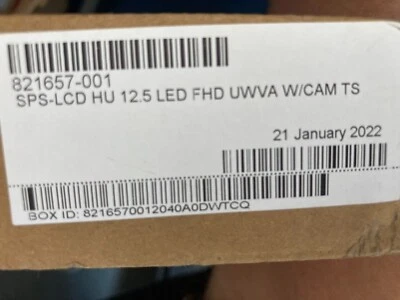 821657-001
SPS-LCD HU 12.5 LED FHD UWVA W/CAM TS
21 January 2022
BOX ID: 8216570012040A0DWTCQ